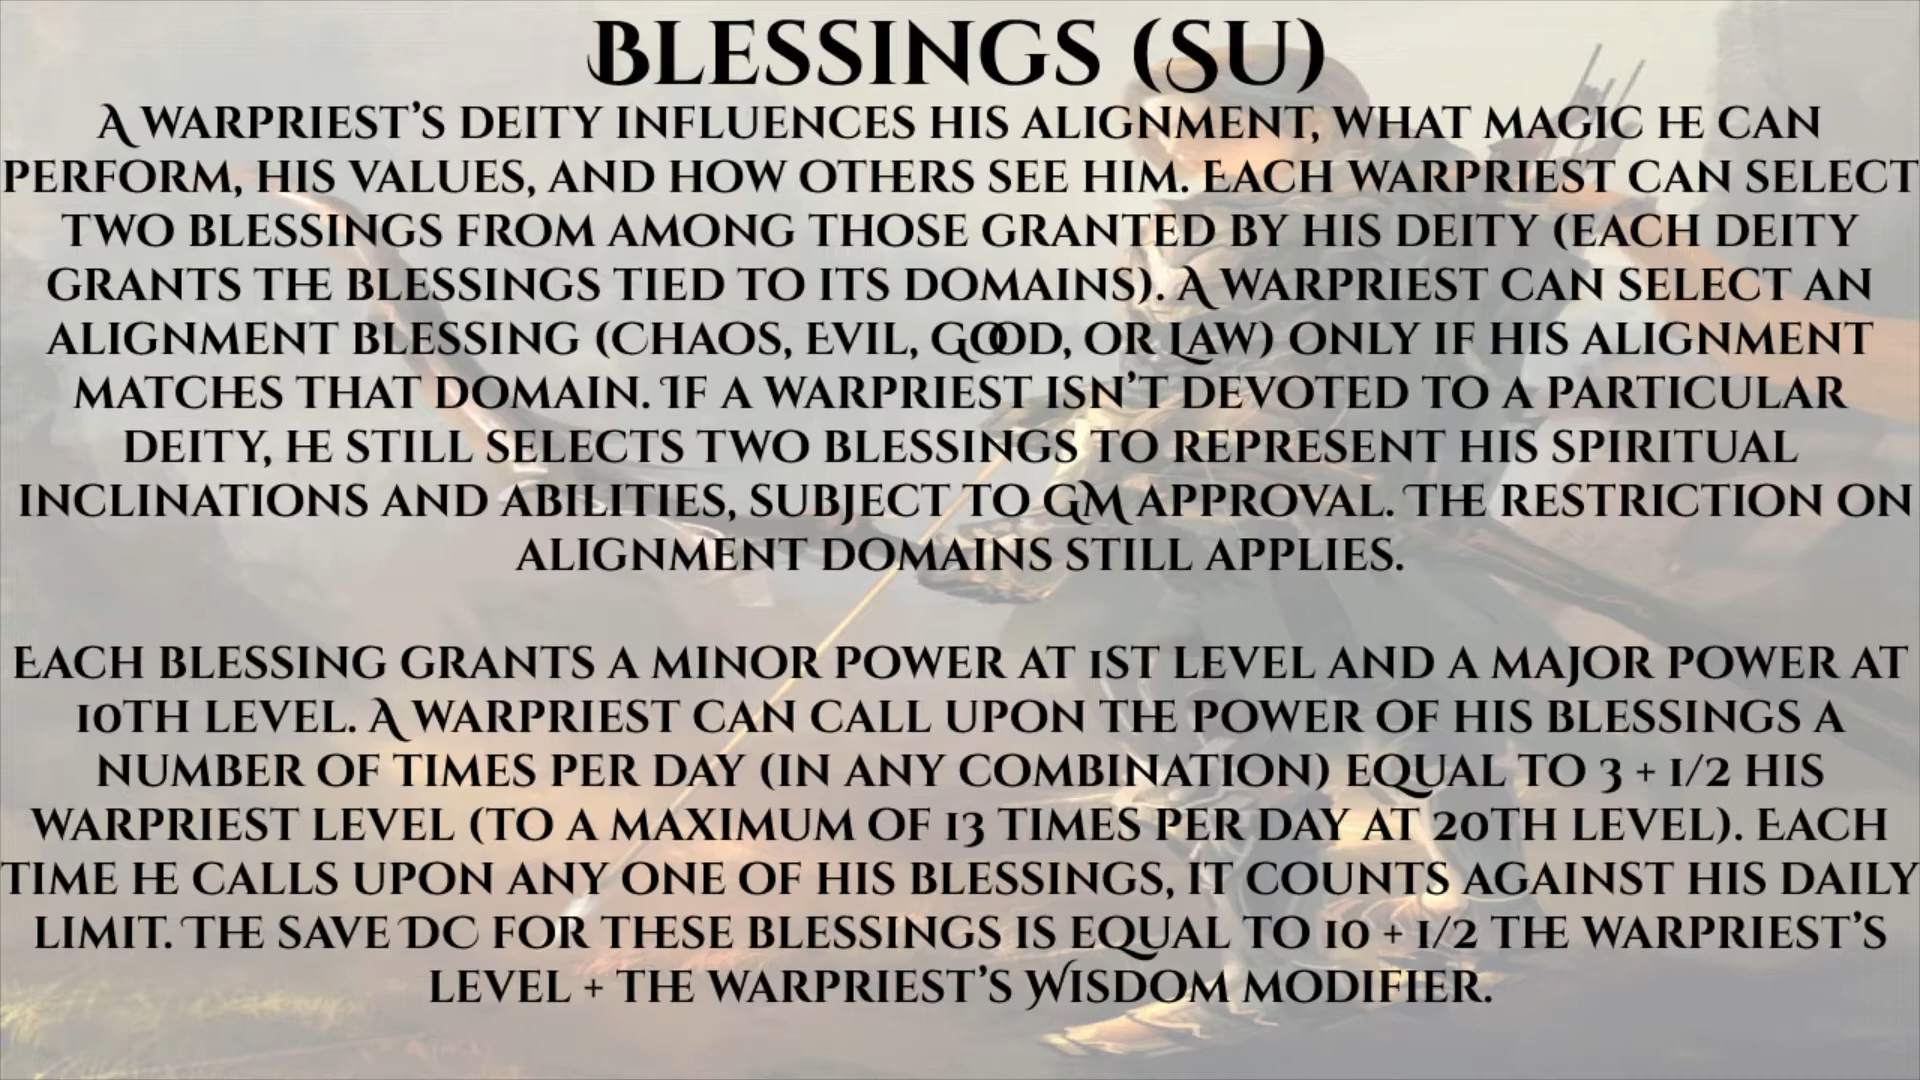 Blessings (Su)
A warpriest's deity influences his alignment, what magic he can
perform, his values, and how others see him. Each warpriest can select
two blessings from among those granted by his deity (each deity
grants the blessings tied to its domains). A warpriest can select an
alignment blessing (Chaos, Evil, Good, or Law) only if his alignment
matches that domain. If a warpriest isn't devoted to a particular
deity, he still selects two blessings to represent his spiritual
inclinations and abilities, subject to GM approval. The restriction on
alignment domains still applies.
Each blessing grants a minor power at 1st level and a major power at
10th level. A warpriest can call upon the power of his blessings a
number of times per day (in any combination) equal to 3 + 1/2 his
warpriest level (to a maximum of 13 times per day at 20th level). Each
time he calls upon any one of his blessings, it counts against his daily
limit. The save DC for these blessings is equal to 10 + 1/2 the warpriest's
level + the warpriest's Wisdom modifier.